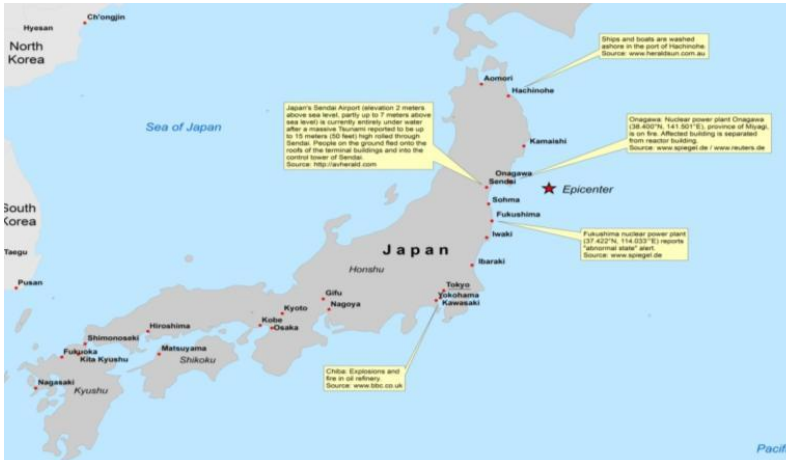 Ch'ongjin
Hyesan
North
Korea
Ships and boats are washed
ashore in the port of Hachinohe.
Source: www.heraldsun.com.au
Aomori
Hachinohe
Japan's Sendai Airport (elevation 2 meters
above sea level, partly up to 7 meters above
sea level) is currently entirely under water
after a massive Tsunami reported to be up
to 15 meters (50 feet) high rolled through
Sendai. People on the ground fled onto the
roofs of the terminal buildings and into the
control tower of Sendai.
Source: http://avherald.com
Sea of Japan
Onagawa: Nuclear power plant Onagawa
(38.400°N, 141.501°E), province of Miyagi,
is on fire. Affected building is separated
from reactor building.
Source: www.spiegel.de / www.reuters.de
Kamaishi
Onagawa
Sendai
Epicenter
Sohma
South
Korea
Fukushima
Fukushima nuclear power plant
(37.422°N, 114.033°E) reports
"abnormal state" alert.
Source: www.spiegel.de
Iwaki
Taegu
Japan
Ibaraki
Honshu
Pusan
Tokyo
Yokohama
Kawasaki
Gifu
Kyoto
Nagoya
Kobe
Osaka
Hiroshima
Shimonosaki
Fukuoka
Kita Kyushu
Matsuyama
Shikoku
Chiba: Explosions and
fire in oil refinery.
Source: www.bbc.co.uk
Nagasaki
Kyushu
Pacif